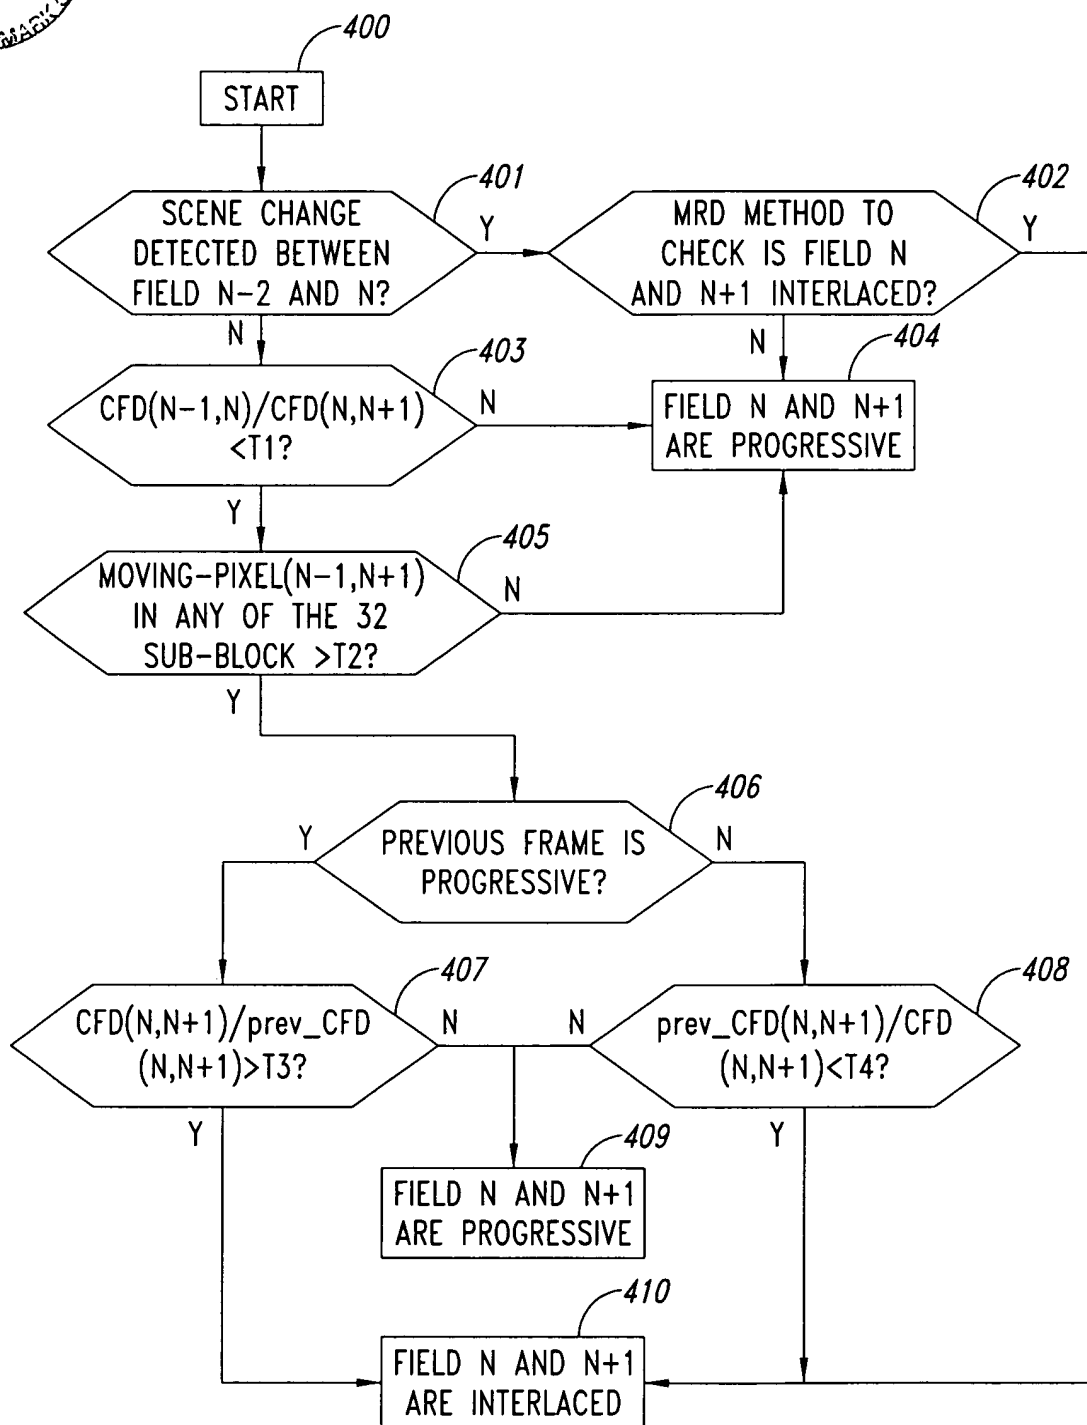 MARK
400
START
401
SCENE CHANGE
DETECTED BETWEEN
FIELD N-2 AND N?
Y
N
402
MRD METHOD TO
CHECK IS FIELD N
AND N+1 INTERLACED?
Y
N
403
CFD(N-1,N)/CFD(N,N+1)
<T1?
N
Y
404
FIELD N AND N+1
ARE PROGRESSIVE
405
MOVING-PIXEL(N-1,N+1)
IN ANY OF THE 32
SUB-BLOCK >T2?
N
Y
406
PREVIOUS FRAME IS
PROGRESSIVE?
Y
N
407
CFD(N,N+1)/prev_CFD
(N,N+1)>T3?
N
Y
408
prev_CFD(N,N+1)/CFD
(N,N+1)<T4?
N
Y
409
FIELD N AND N+1
ARE PROGRESSIVE
410
FIELD N AND N+1
ARE INTERLACED